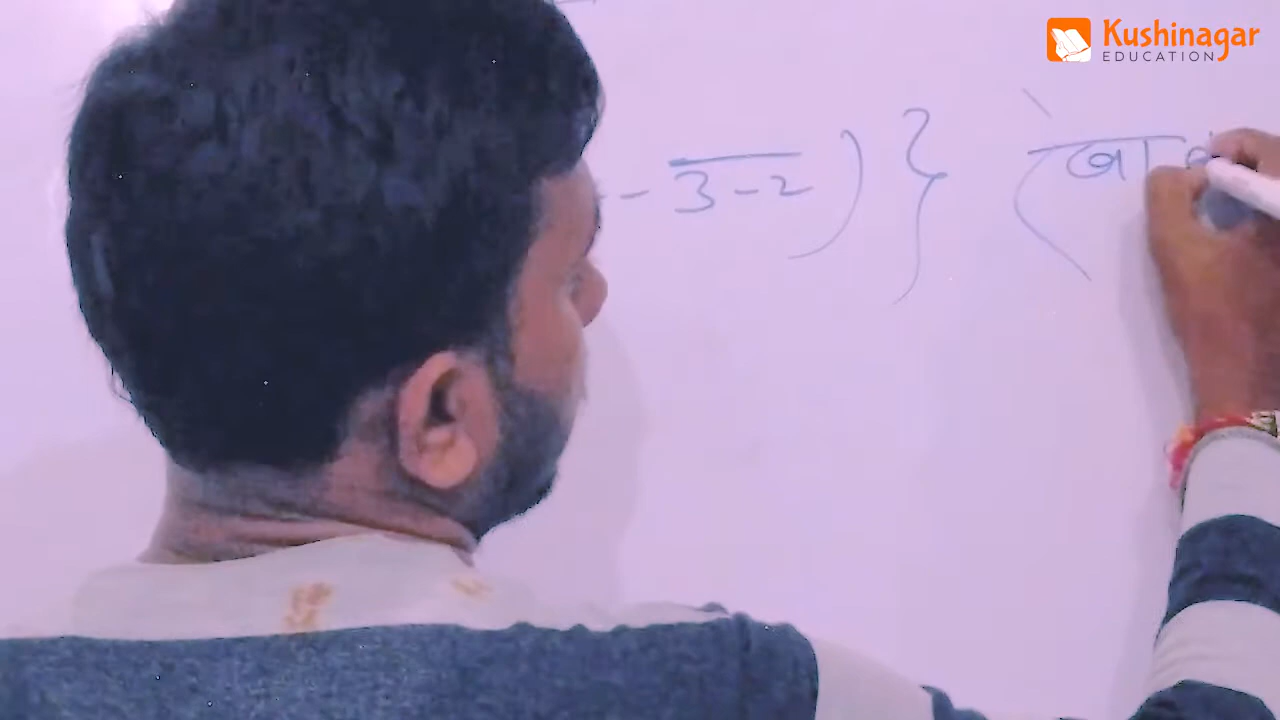 Kushinagar
EDUCATION
- 3 - 2 ) } ( बा